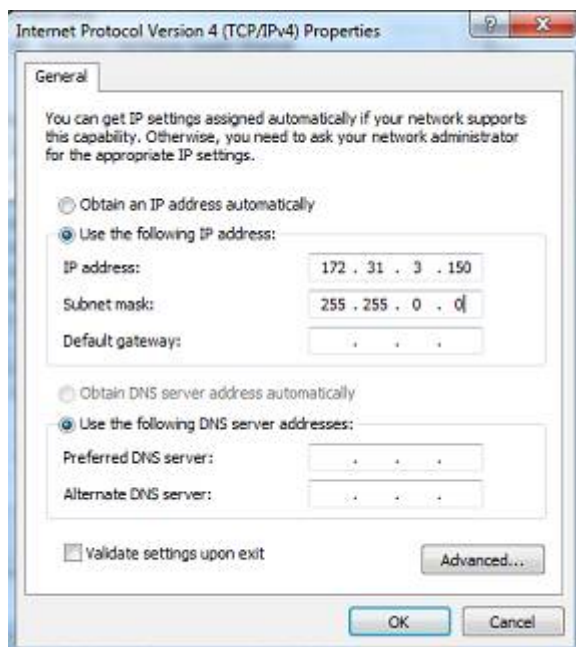 Internet Protocol Version 4 (TCP/IPv4) Properties
General
You can get IP settings assigned automatically if your network supports
this capability. Otherwise, you need to ask your network administrator
for the appropriate IP settings.
Obtain an IP address automatically
Use the following IP address:
IP address: 172 . 31 . 3 . 150
Subnet mask: 255 . 255 . 0 . 0
Default gateway: . . .
Obtain DNS server address automatically
Use the following DNS server addresses:
Preferred DNS server: . . .
Alternate DNS server: . . .
Validate settings upon exit
Advanced...
OK Cancel